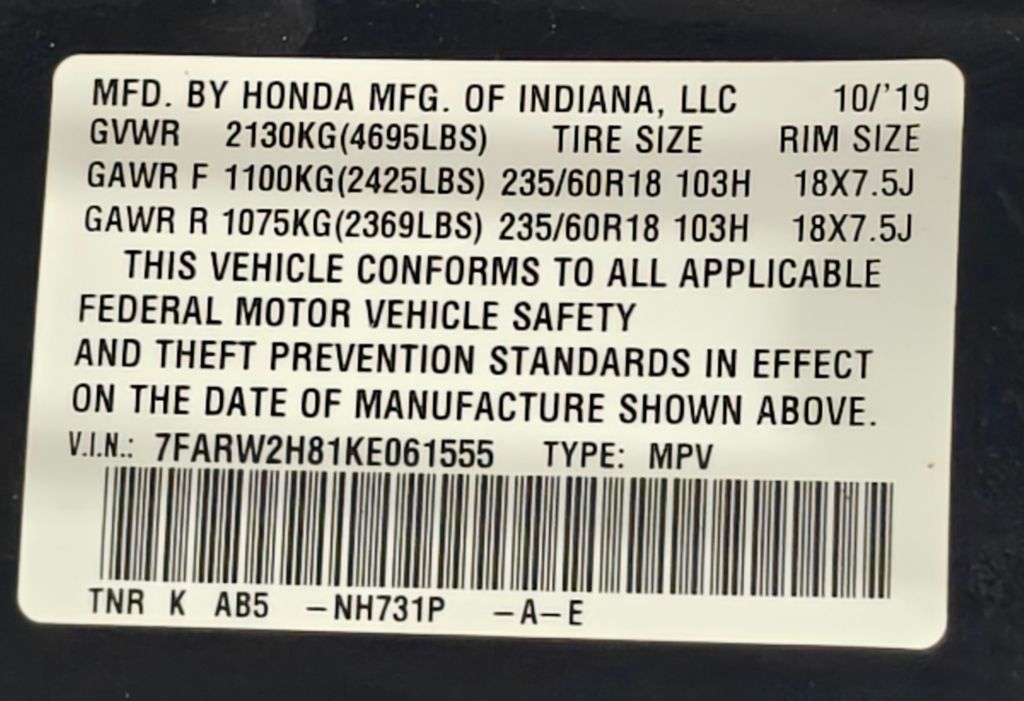 MFD. BY HONDA MFG. OF INDIANA, LLC 10/'19
GVWR 2130KG(4695LBS) TIRE SIZE RIM SIZE
GAWR F 1100KG(2425LBS) 235/60R18 103H 18X7.5J
GAWR R 1075KG(2369LBS) 235/60R18 103H 18X7.5J
THIS VEHICLE CONFORMS TO ALL APPLICABLE
FEDERAL MOTOR VEHICLE SAFETY
AND THEFT PREVENTION STANDARDS IN EFFECT
ON THE DATE OF MANUFACTURE SHOWN ABOVE.
V.I.N.: 7FARW2H81KE061555 TYPE: MPV
TNR K AB5 –NH731P –A–E